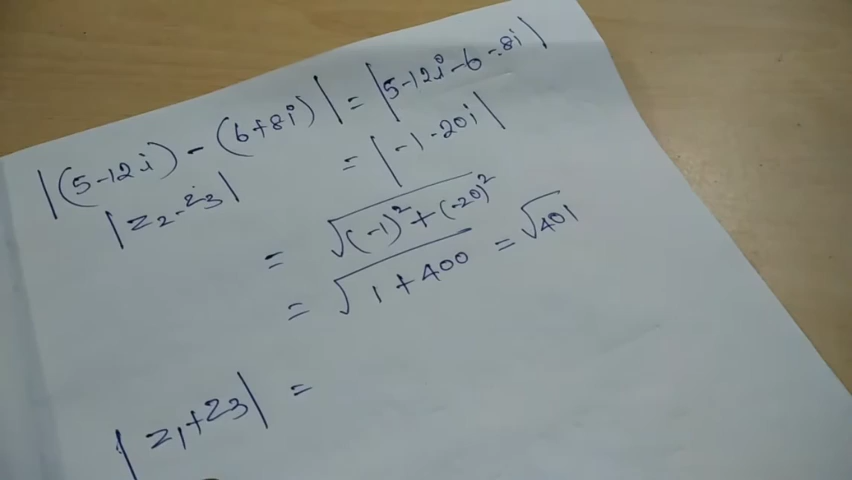 |(5-12i) - (6+8i)| = |5-12i-6-8i|
|z₂-z₃| = |-1-20i|
= √((-1)²+(-20)²)
= √(1+400) = √401
|z₁+z₃| =